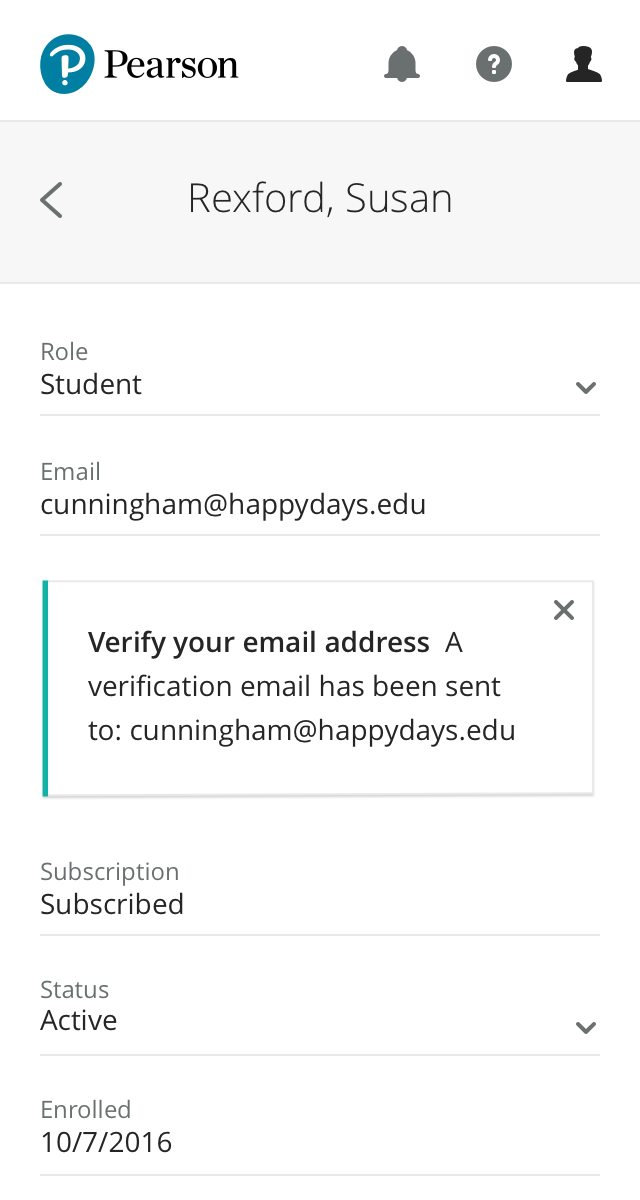 Pearson
?
Rexford, Susan
Role
Student
Email
cunningham@happydays.edu
Verify your email address A
verification email has been sent
to: cunningham@happydays.edu
Subscription
Subscribed
Status
Active
Enrolled
10/7/2016